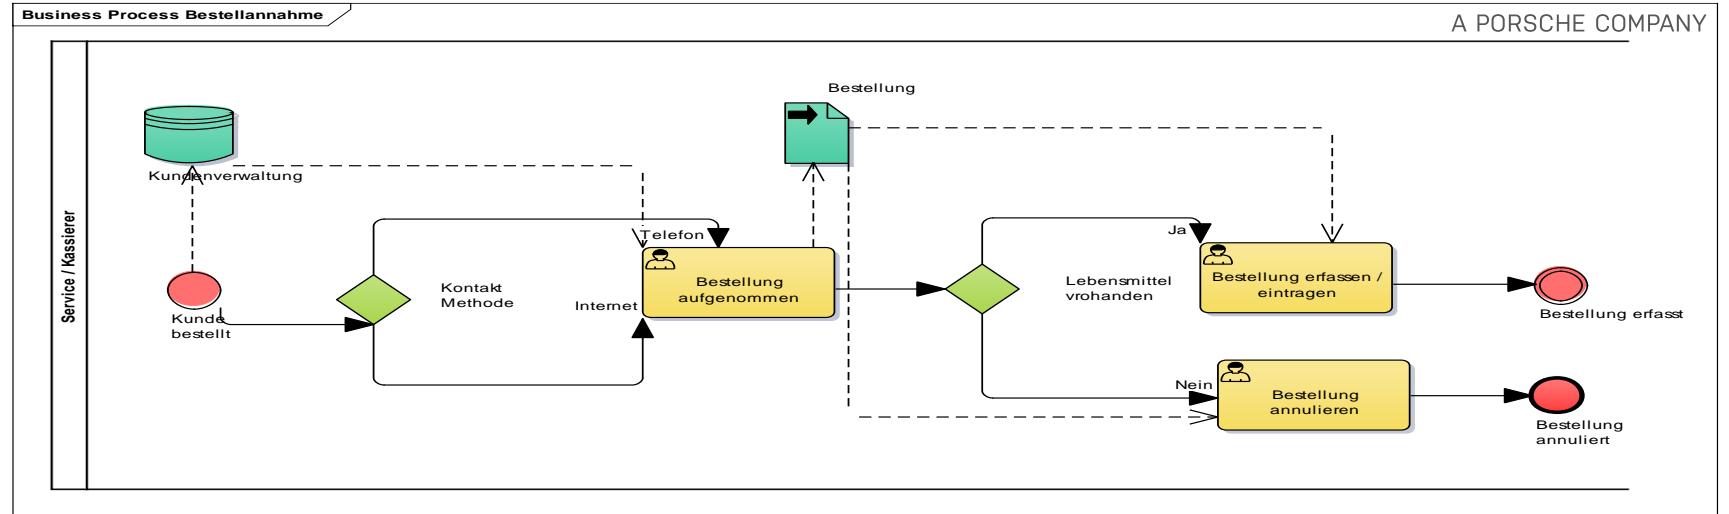 Business Process Bestellannahme
A PORSCHE COMPANY
Service / Kassierer
Bestellung
Kundenverwaltung
Telefon
Ja
Kunde
bestellt
Kontakt
Methode
Internet
Bestellung
aufgenommen
Lebensmittel
vrohanden
Bestellung erfassen /
eintragen
Bestellung erfasst
Nein
Bestellung
annulieren
Bestellung
annuliert